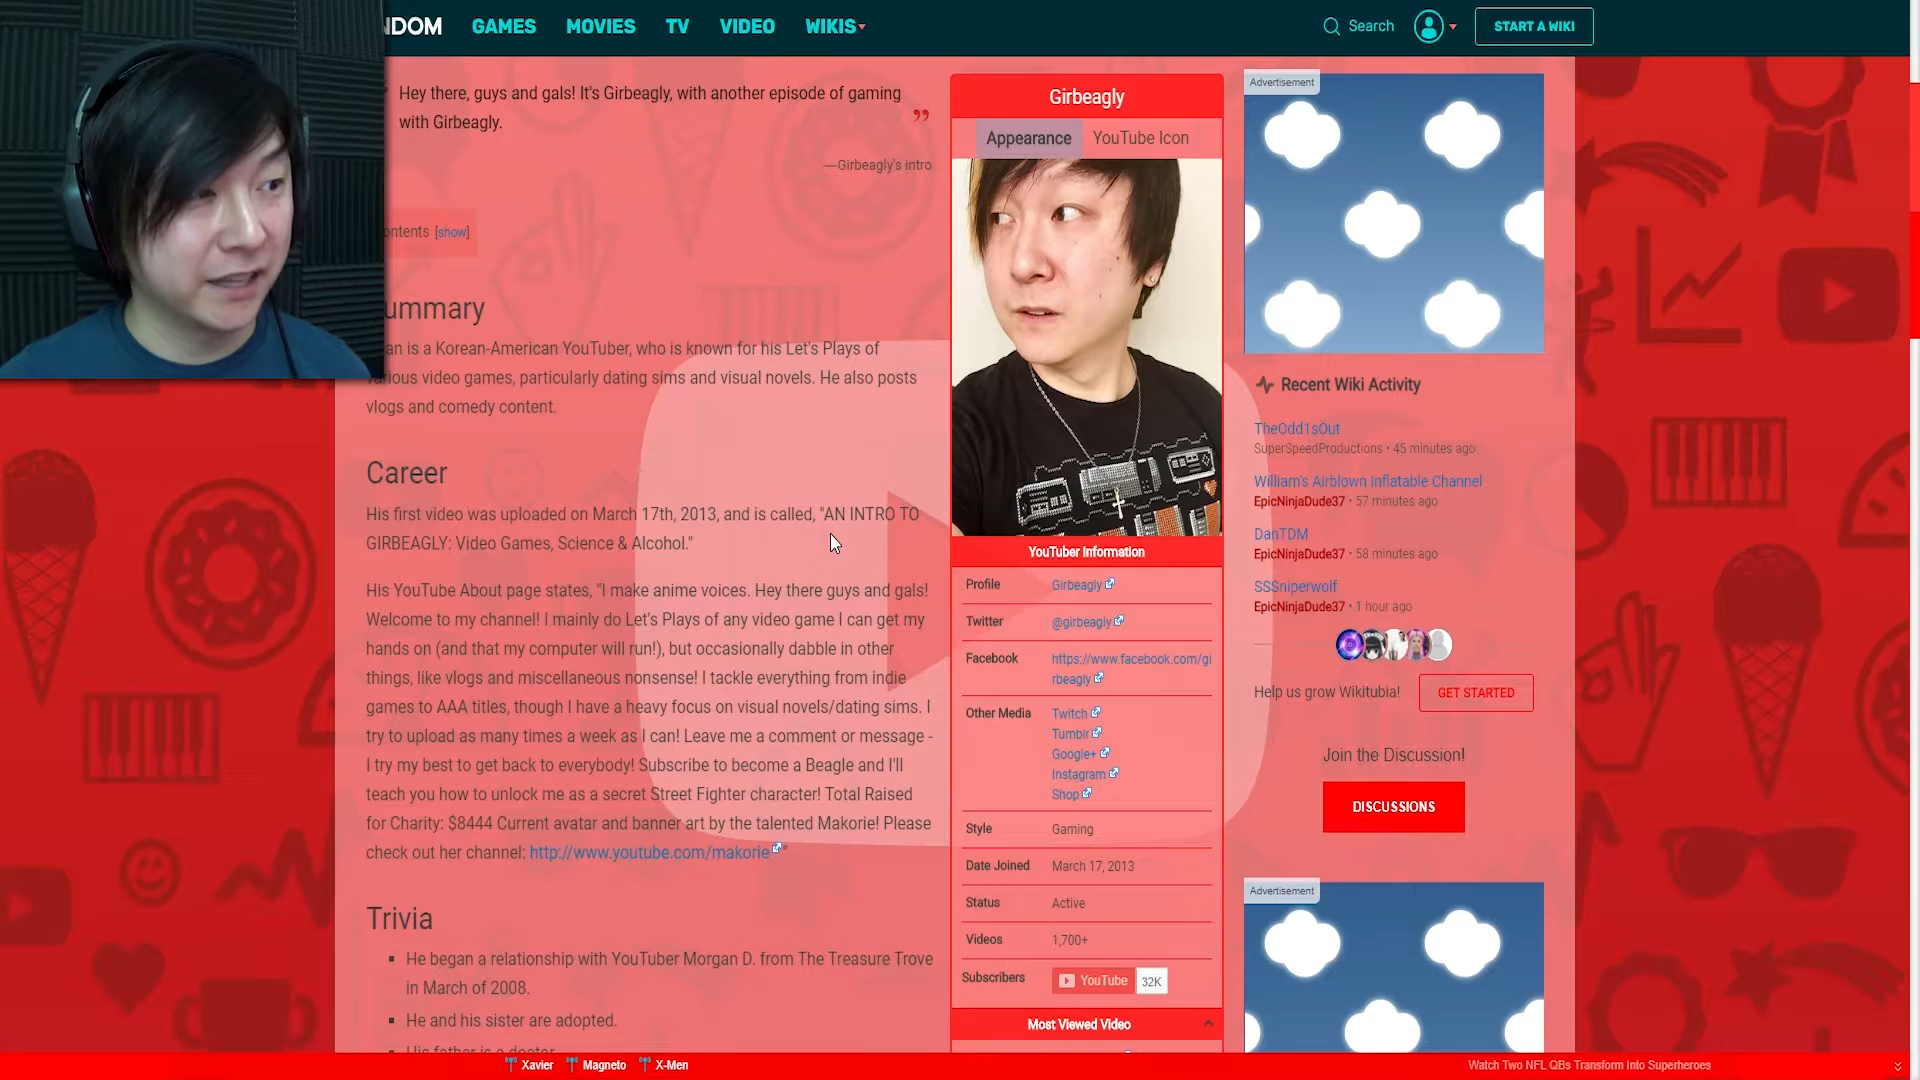 NDOM
GAMES
MOVIES
TV
VIDEO
WIKIS
Search
START A WIKI
Hey there, guys and gals! It's Girbeagly, with another episode of gaming
with Girbeagly.
”
—Girbeagly's intro
ontents [show]
ummary
an is a Korean-American YouTuber, who is known for his Let's Plays of
various video games, particularly dating sims and visual novels. He also posts
vlogs and comedy content.
Career
His first video was uploaded on March 17th, 2013, and is called, "AN INTRO TO
GIRBEAGLY: Video Games, Science & Alcohol."
His YouTube About page states, "I make anime voices. Hey there guys and gals!
Welcome to my channel! I mainly do Let's Plays of any video game I can get my
hands on (and that my computer will run!), but occasionally dabble in other
things, like vlogs and miscellaneous nonsense! I tackle everything from indie
games to AAA titles, though I have a heavy focus on visual novels/dating sims. I
try to upload as many times a week as I can! Leave me a comment or message -
I try my best to get back to everybody! Subscribe to become a Beagle and I'll
teach you how to unlock me as a secret Street Fighter character! Total Raised
for Charity: $8444 Current avatar and banner art by the talented Makorie! Please
check out her channel: http://www.youtube.com/makorie "
Trivia
He began a relationship with YouTuber Morgan D. from The Treasure Trove
in March of 2008.
He and his sister are adopted.
His father is a doctor
Girbeagly
Appearance
YouTube Icon
YouTuber Information
Profile Girbeagly
Twitter @girbeagly
Facebook https://www.facebook.com/gi
rbeagly
Other Media Twitch
Tumblr
Google+
Instagram
Shop
Style Gaming
Date Joined March 17, 2013
Status Active
Videos 1,700+
Subscribers YouTube 32K
Most Viewed Video
Advertisement
Recent Wiki Activity
TheOdd1sOut
SuperSpeedProductions • 45 minutes ago
William's Airblown Inflatable Channel
EpicNinjaDude37 • 57 minutes ago
DanTDM
EpicNinjaDude37 • 58 minutes ago
SSSniperwolf
EpicNinjaDude37 • 1 hour ago
Help us grow Wikitubia!
GET STARTED
Join the Discussion!
DISCUSSIONS
Advertisement
Xavier
Magneto
X-Men
Watch Two NFL QBs Transform Into Superheroes